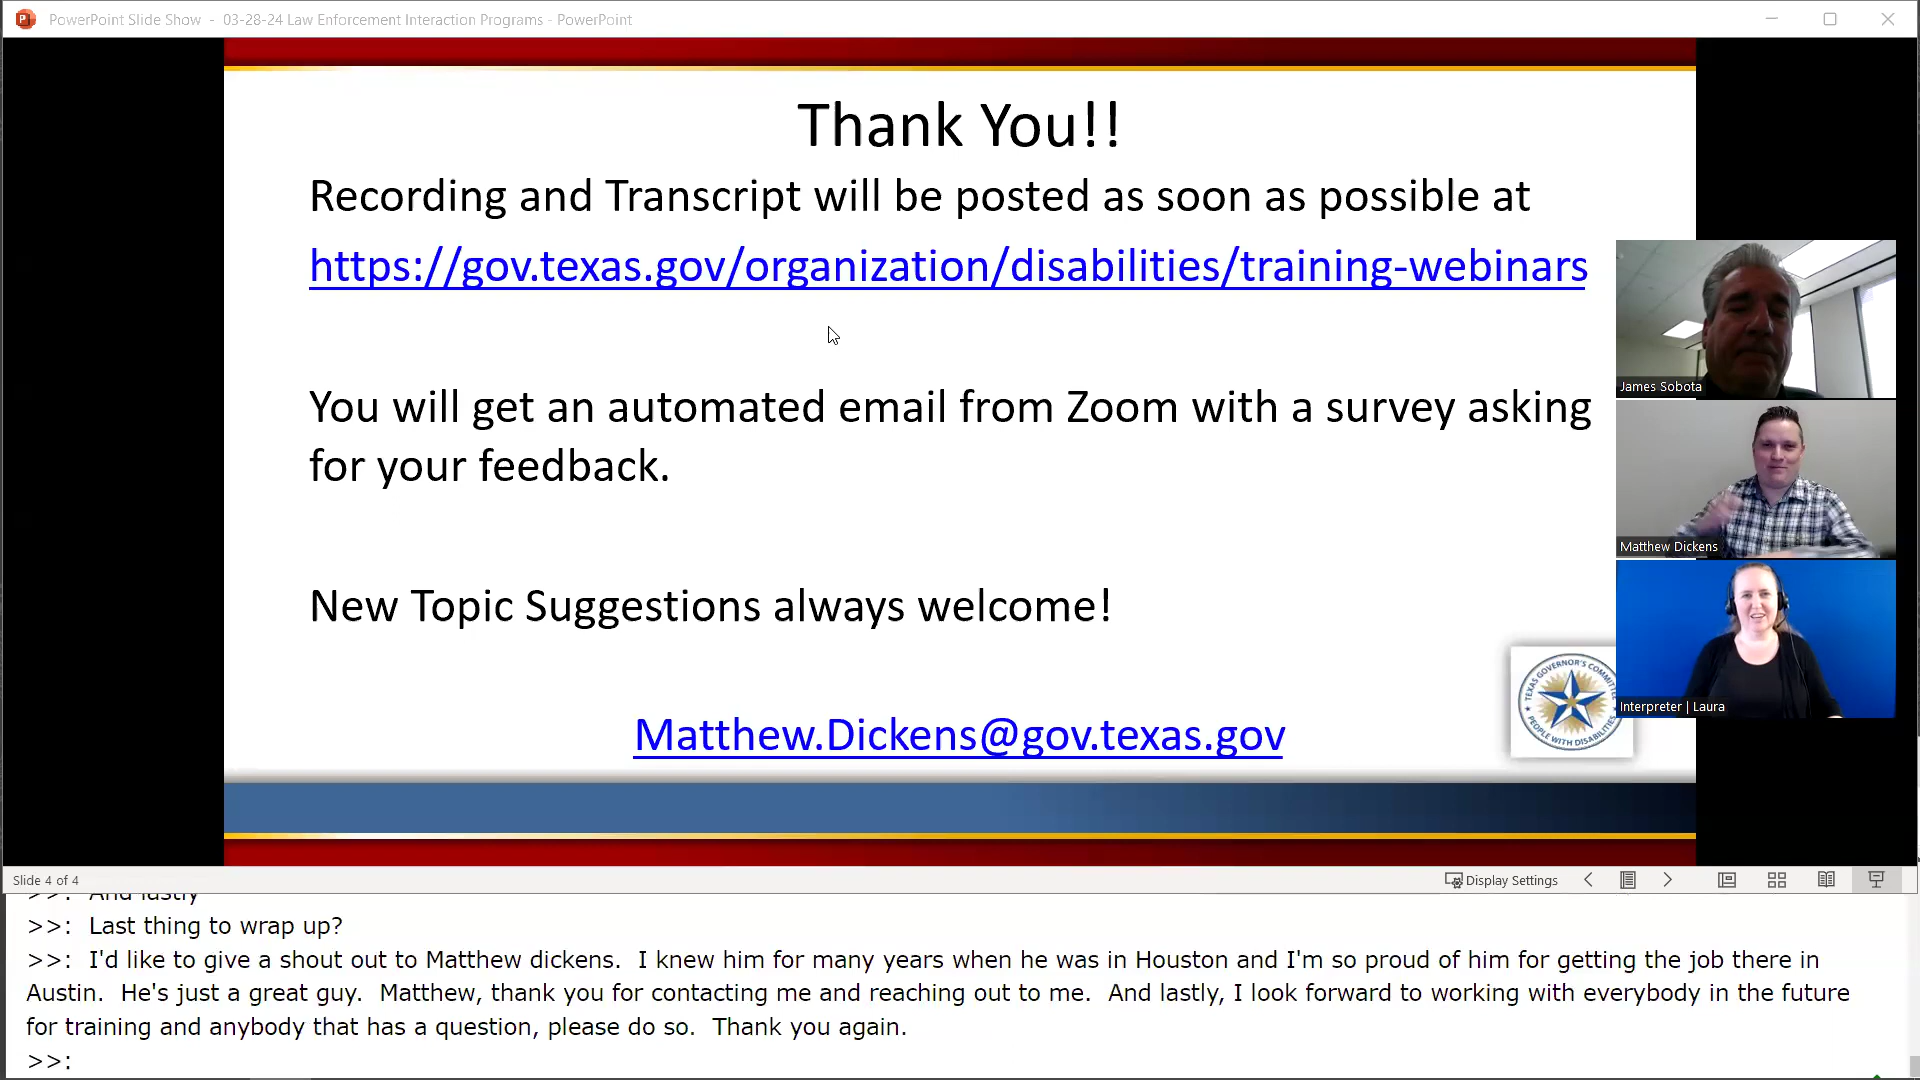 PowerPoint Slide Show - 03-28-24 Law Enforcement Interaction Programs - PowerPoint
Thank You!!
Recording and Transcript will be posted as soon as possible at
https://gov.texas.gov/organization/disabilities/training-webinars
You will get an automated email from Zoom with a survey asking
for your feedback.
New Topic Suggestions always welcome!
Matthew.Dickens@gov.texas.gov
TEXAS GOVERNOR'S COMMITTEE
PEOPLE WITH DISABILITIES
James Sobota
Matthew Dickens
Interpreter | Laura
Slide 4 of 4
Display Settings
>>: And lastly
>>: Last thing to wrap up?
>>: I'd like to give a shout out to Matthew dickens. I knew him for many years when he was in Houston and I'm so proud of him for getting the job there in
Austin. He's just a great guy. Matthew, thank you for contacting me and reaching out to me. And lastly, I look forward to working with everybody in the future
for training and anybody that has a question, please do so. Thank you again.
>>: